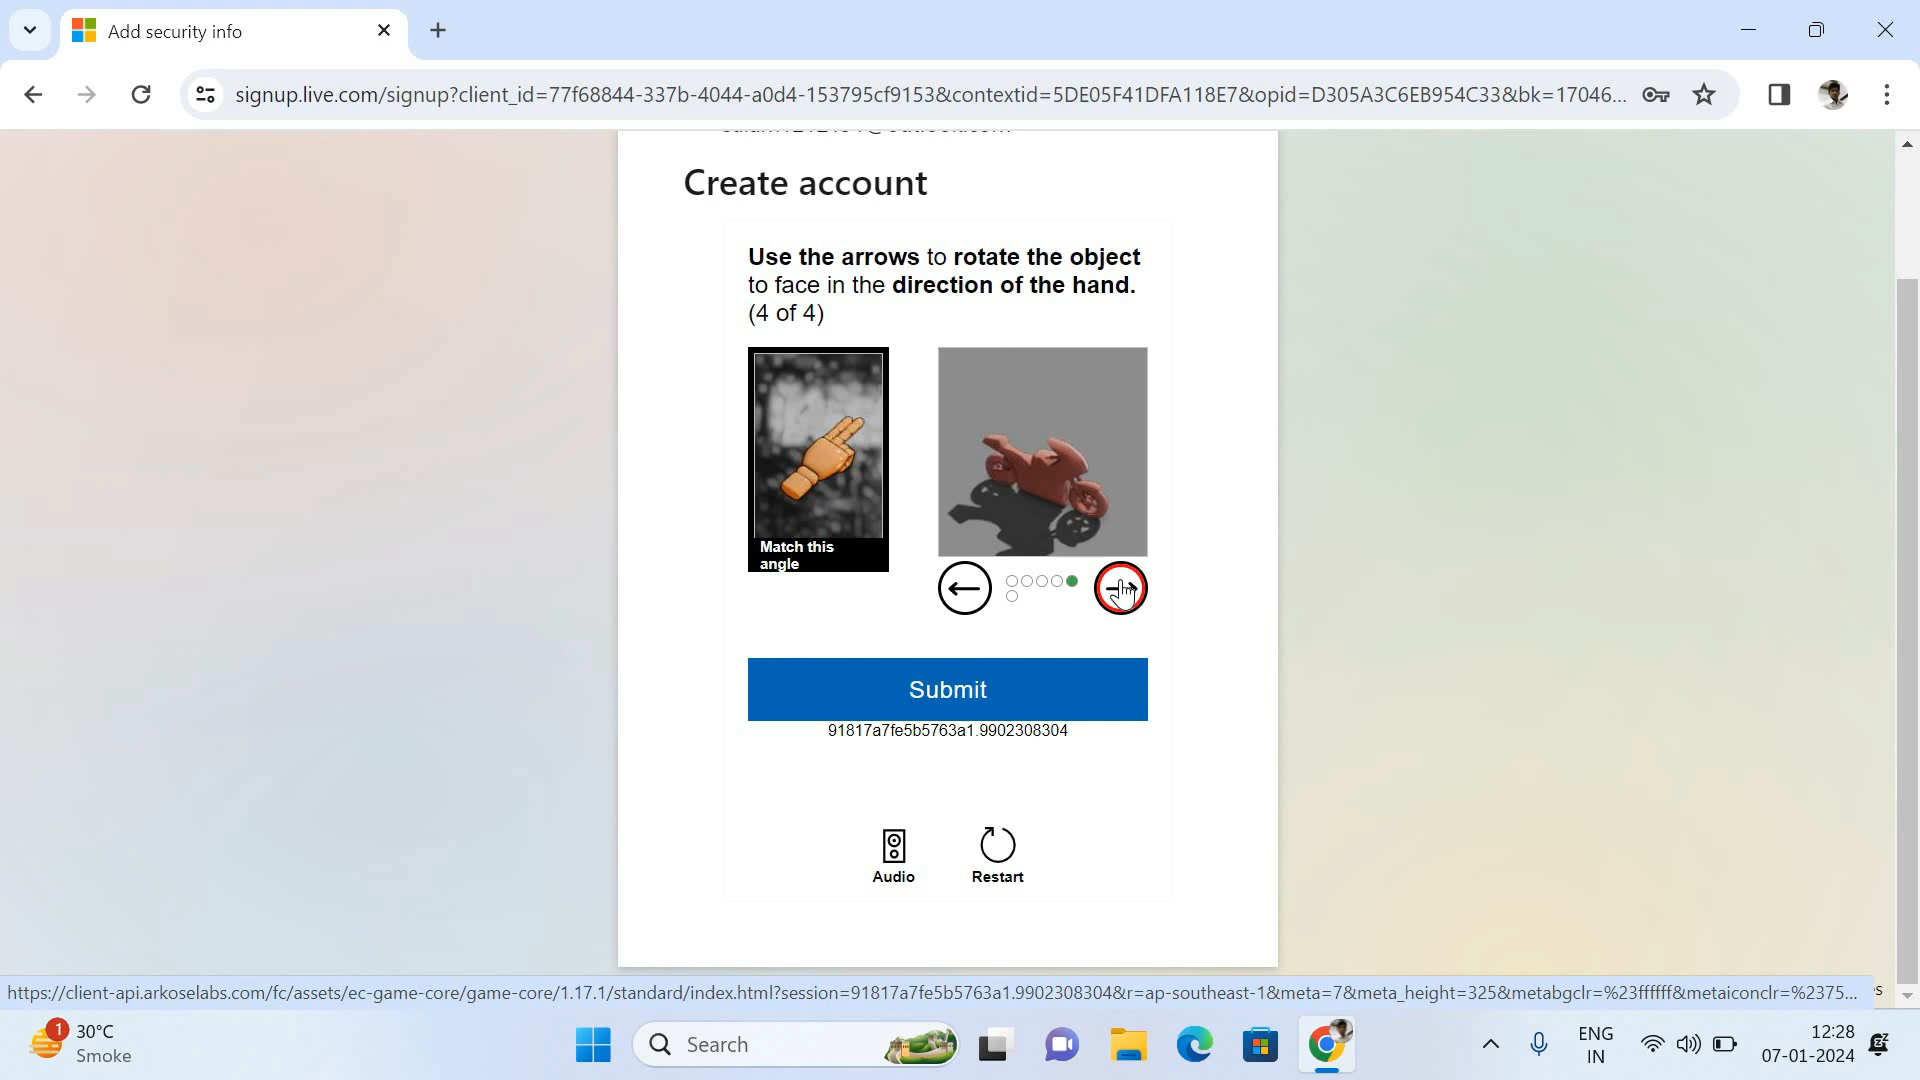 Add security info
signup.live.com/signup?client_id=77f68844-337b-4044-a0d4-153795cf9153&contextid=5DE05F41DFA118E7&opid=D305A3C6EB954C33&bk=17046...
Create account
Use the arrows to rotate the object
to face in the direction of the hand.
(4 of 4)
Match this
angle
Submit
91817a7fe5b5763a1.9902308304
Audio
Restart
https://client-api.arkoselabs.com/fc/assets/ec-game-core/game-core/1.17.1/standard/index.html?session=91817a7fe5b5763a1.9902308304&r=ap-southeast-1&meta=7&meta_height=325&metabgclr=%23ffffff&metaiconclr=%2375...
1
30°C
Smoke
Search
ENG
IN
12:28
07-01-2024